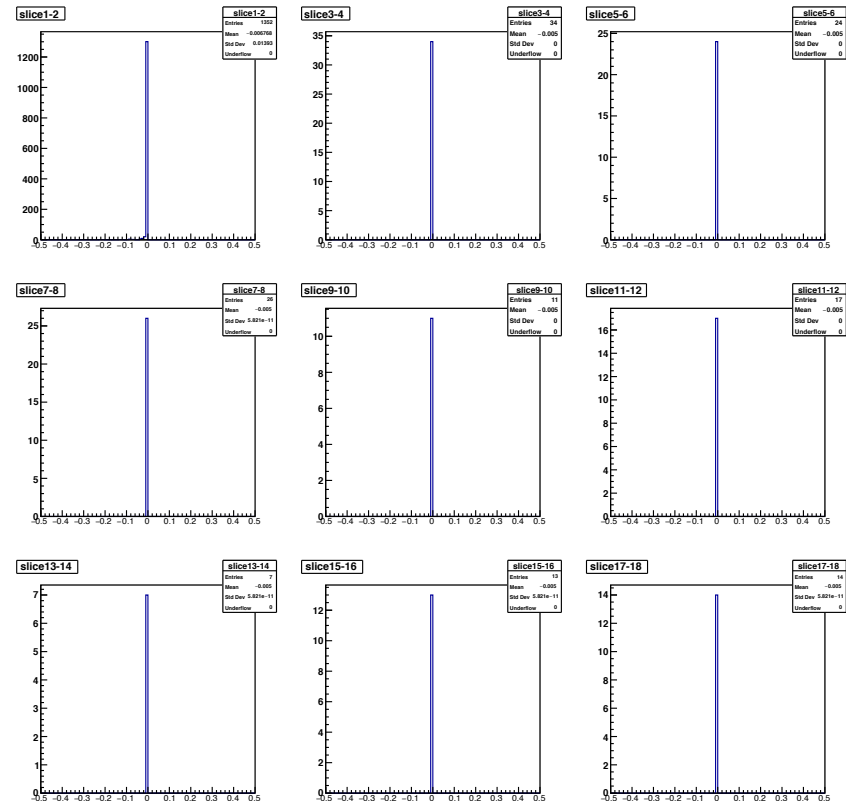 slice1-2
slice1-2
Entries 1352
Mean −0.006768
Std Dev 0.01393
Underflow 0
1200
1000
800
600
400
200
0
−0.5 −0.4 −0.3 −0.2 −0.1 0 0.1 0.2 0.3 0.4 0.5
slice3-4
slice3-4
Entries 34
Mean −0.005
Std Dev 0
Underflow 0
35
30
25
20
15
10
5
0
−0.5 −0.4 −0.3 −0.2 −0.1 0 0.1 0.2 0.3 0.4 0.5
slice5-6
slice5-6
Entries 24
Mean −0.005
Std Dev 0
Underflow 0
25
20
15
10
5
0
−0.5 −0.4 −0.3 −0.2 −0.1 0 0.1 0.2 0.3 0.4 0.5
slice7-8
slice7-8
Entries 26
Mean −0.005
Std Dev 5.821e−11
Underflow 0
25
20
15
10
5
0
−0.5 −0.4 −0.3 −0.2 −0.1 0 0.1 0.2 0.3 0.4 0.5
slice9-10
slice9-10
Entries 11
Mean −0.005
Std Dev 0
Underflow 0
10
8
6
4
2
0
−0.5 −0.4 −0.3 −0.2 −0.1 0 0.1 0.2 0.3 0.4 0.5
slice11-12
slice11-12
Entries 17
Mean −0.005
Std Dev 0
Underflow 0
16
14
12
10
8
6
4
2
0
−0.5 −0.4 −0.3 −0.2 −0.1 0 0.1 0.2 0.3 0.4 0.5
slice13-14
slice13-14
Entries 7
Mean −0.005
Std Dev 5.821e−11
Underflow 0
7
6
5
4
3
2
1
0
−0.5 −0.4 −0.3 −0.2 −0.1 0 0.1 0.2 0.3 0.4 0.5
slice15-16
slice15-16
Entries 13
Mean −0.005
Std Dev 5.821e−11
Underflow 0
12
10
8
6
4
2
0
−0.5 −0.4 −0.3 −0.2 −0.1 0 0.1 0.2 0.3 0.4 0.5
slice17-18
slice17-18
Entries 14
Mean −0.005
Std Dev 5.821e−11
Underflow 0
14
12
10
8
6
4
2
0
−0.5 −0.4 −0.3 −0.2 −0.1 0 0.1 0.2 0.3 0.4 0.5